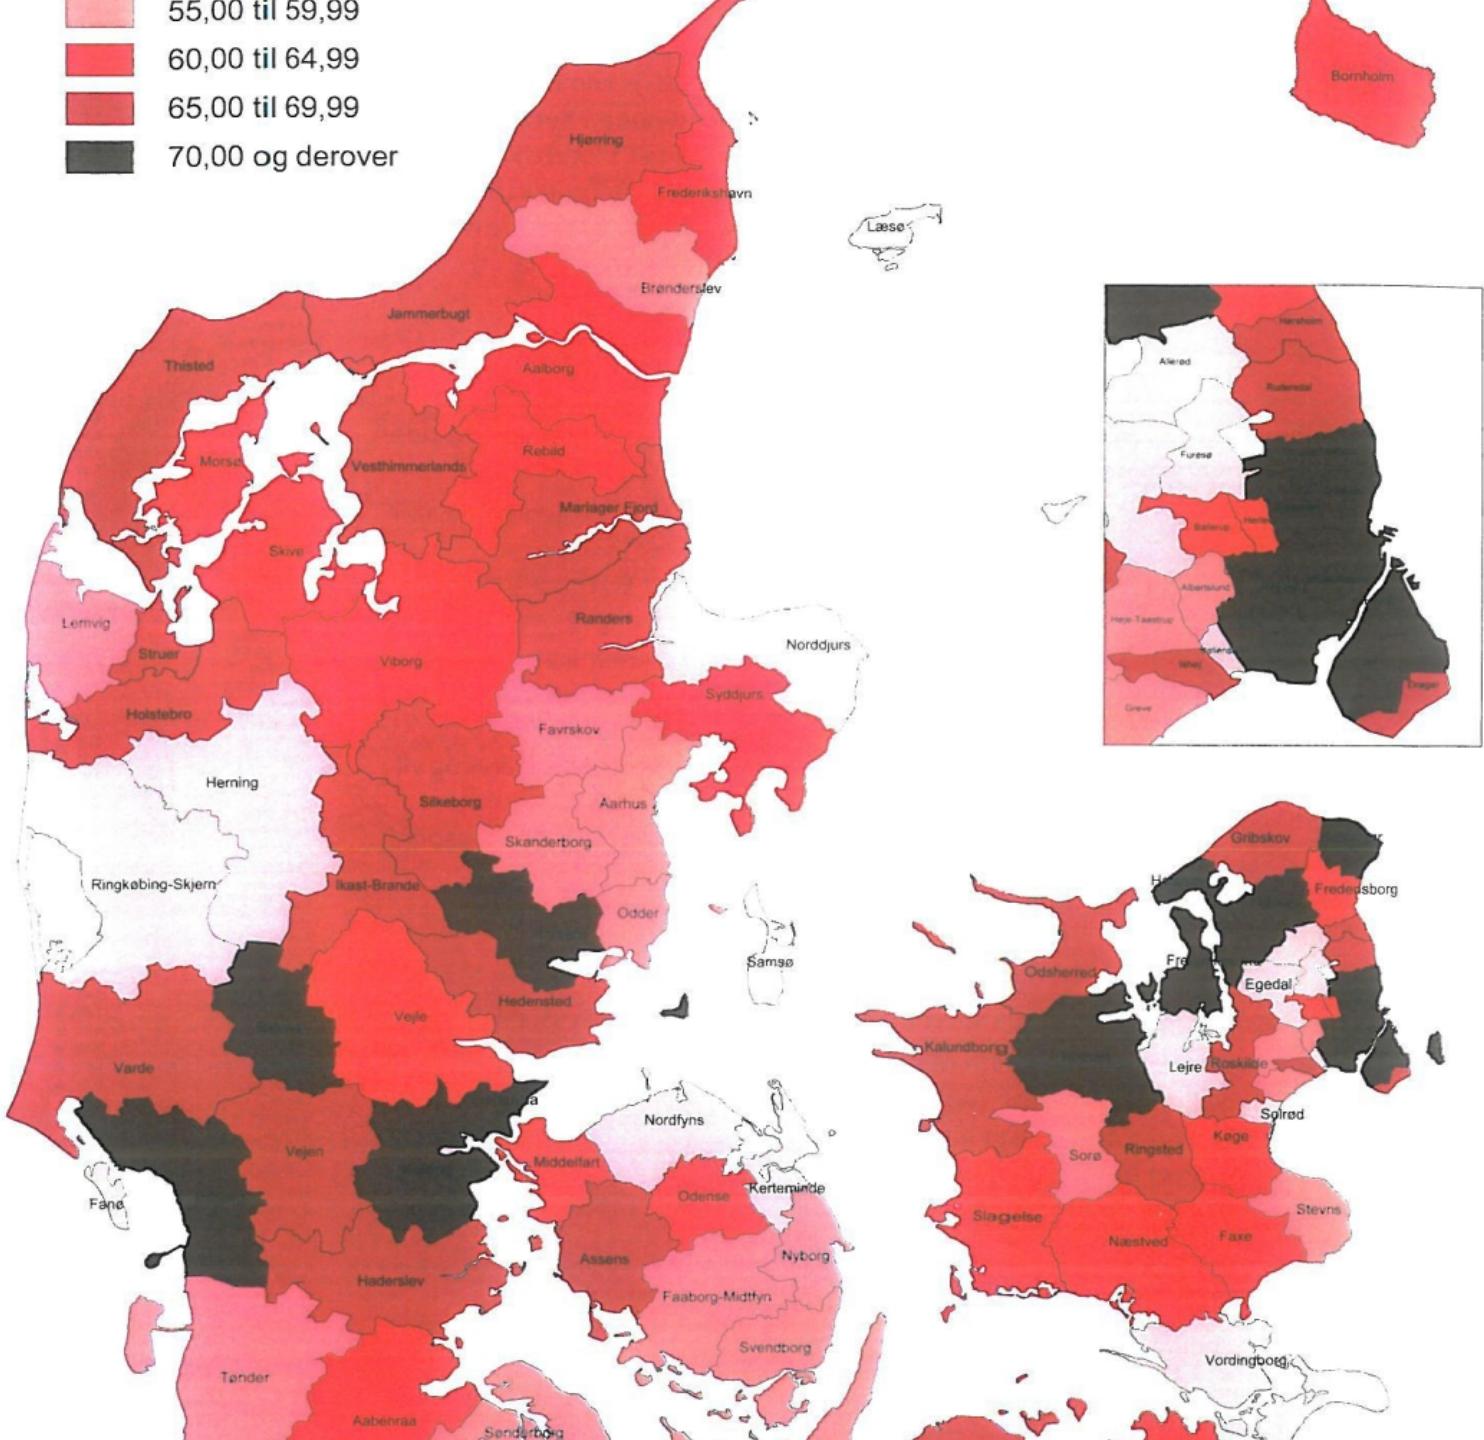 55,00 til 59,99
60,00 til 64,99
65,00 til 69,99
70,00 og derover
Bornholm
Hjørring
Frederikshavn
Læsø
Brønderslev
Jammerbugt
Thisted
Aalborg
Morsø
Rebild
Vesthimmerlands
Mariager Fjord
Skive
Lemvig
Randers
Norddjurs
Struer
Viborg
Syddjurs
Holstebro
Favrskov
Herning
Silkeborg
Aarhus
Skanderborg
Ringkøbing-Skjern
Ikast-Brande
Odder
Samsø
Hedensted
Vejle
Varde
Vejen
Fanø
Haderslev
Tønder
Aabenraa
Sønderborg
Nordfyns
Middelfart
Odense
Kerteminde
Assens
Nyborg
Faaborg-Midtfyn
Svendborg
Hørsholm
Allerød
Rudersdal
Furesø
Ballerup
Herlev
Albertslund
Høje-Taastrup
Ishøj
Greve
Dragør
Gribskov
Fredensborg
Odsherred
Egedal
Kalundborg
Lejre
Roskilde
Solrød
Køge
Sorø
Ringsted
Slagelse
Næstved
Faxe
Stevns
Vordingborg